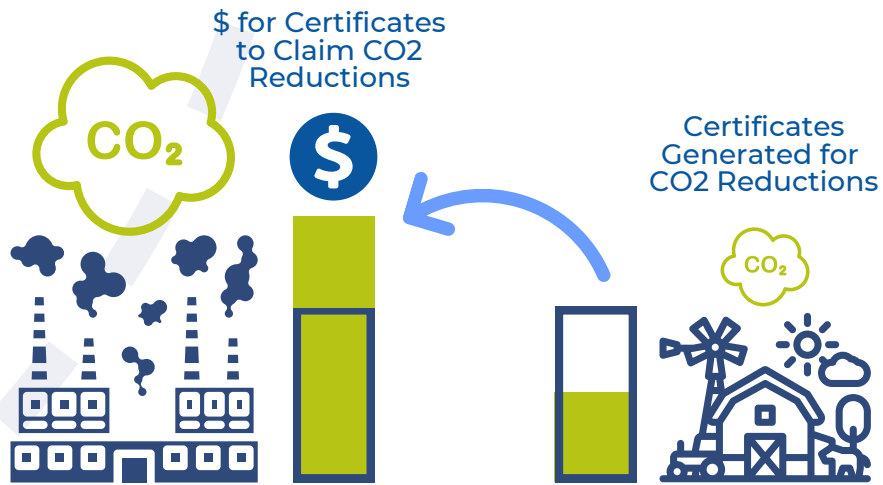 $ for Certificates
to Claim CO2
Reductions
CO₂
$
Certificates
Generated for
CO2 Reductions
CO₂